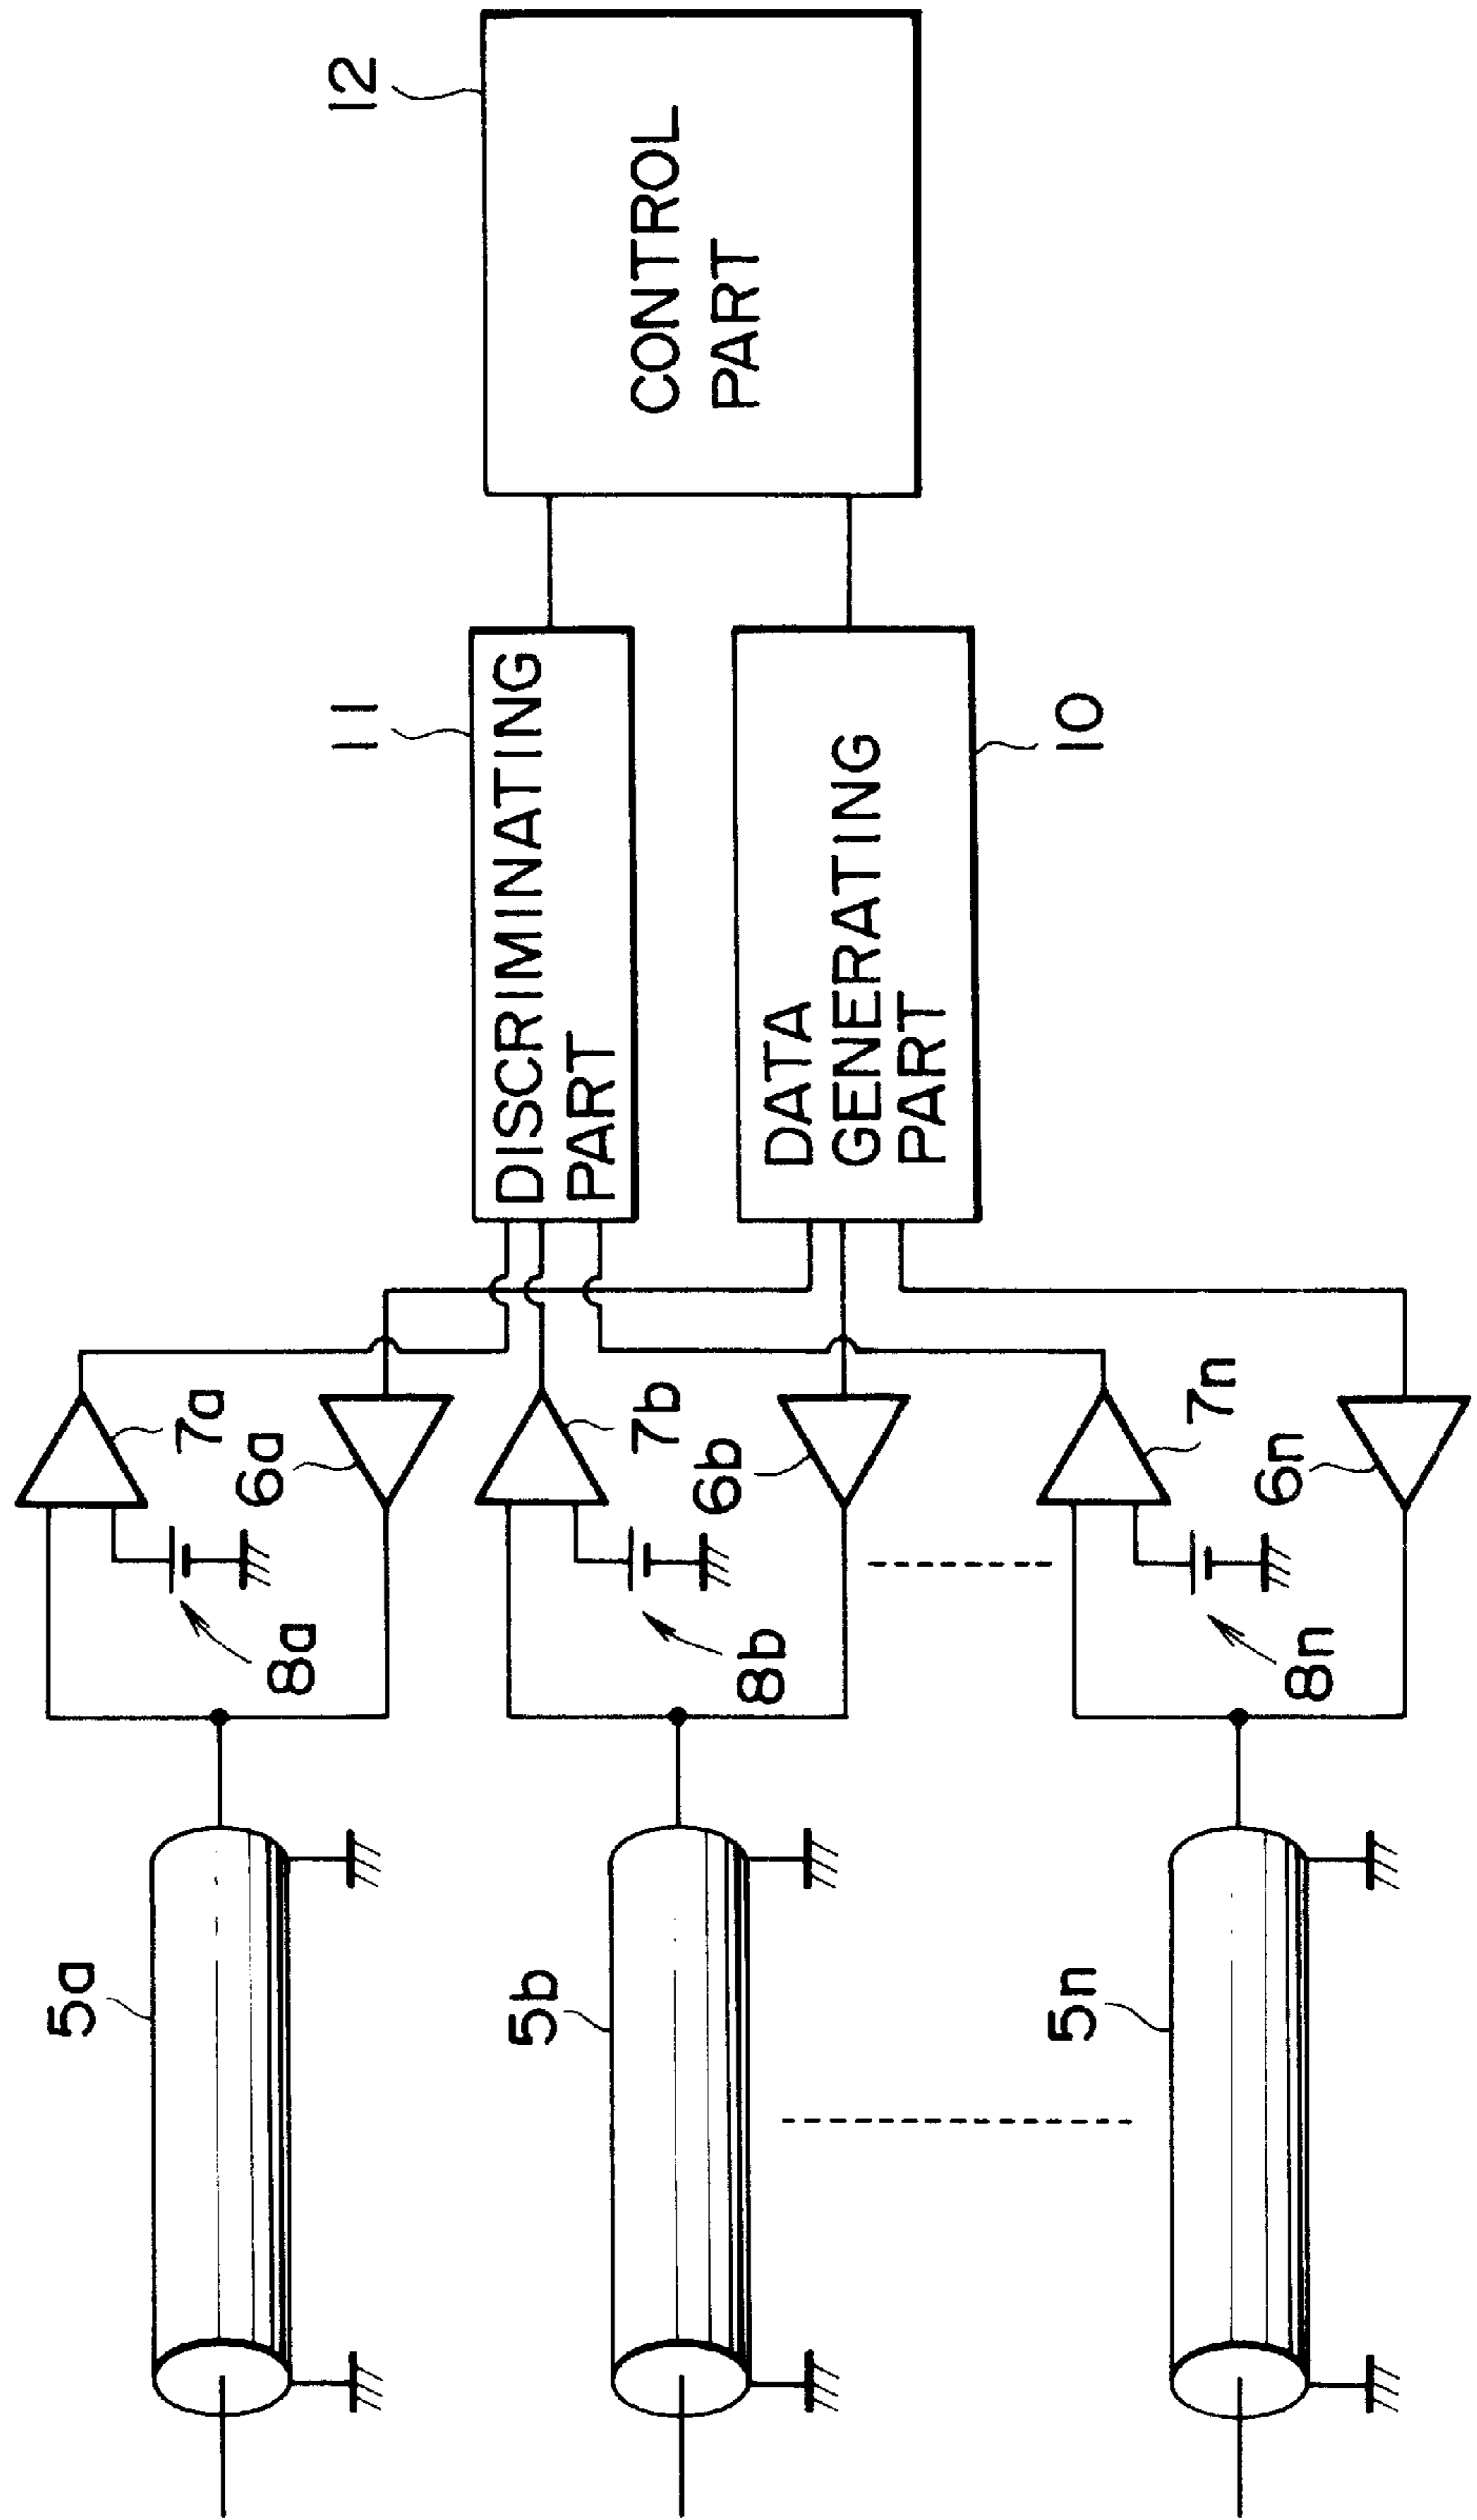 12
CONTROL
PART
11
DISCRIMINATING
PART
10
DATA
GENERATING
PART
7a
6a
7b
6b
7n
6n
8a
8b
8n
5a
5b
5n